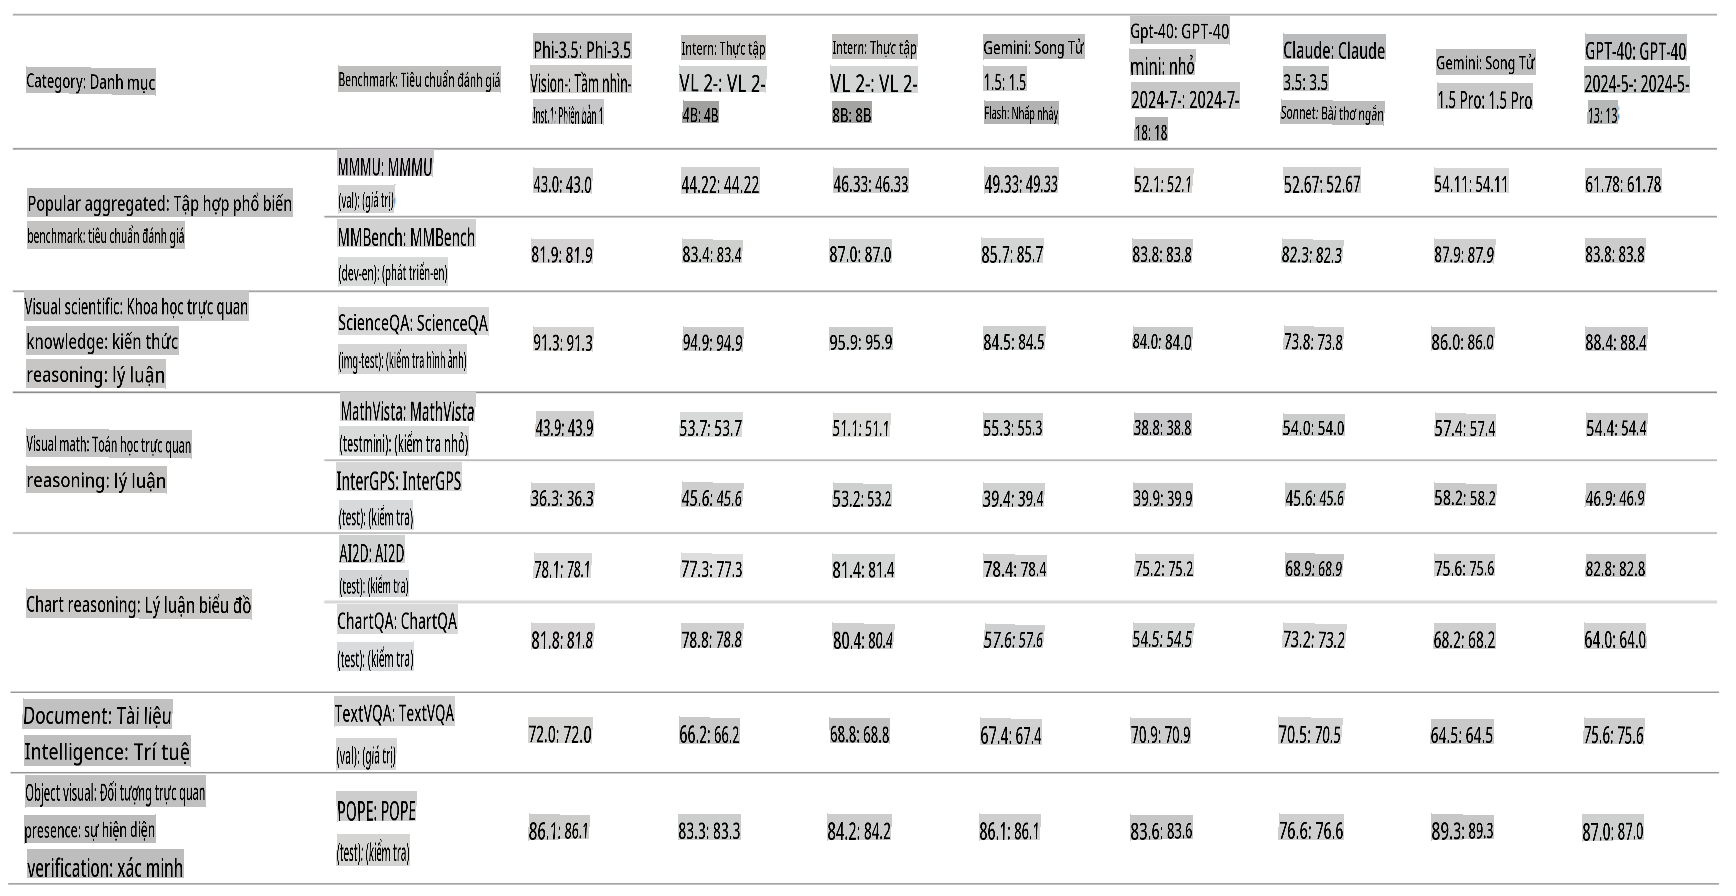 Category: Danh mục
Benchmark: Tiêu chuẩn đánh giá
Phi-3.5: Phi-3.5
Vision-: Tầm nhìn-
Inst.1: Phiên bản 1
Intern: Thực tập
VL 2-: VL 2-
4B: 4B
Intern: Thực tập
VL 2-: VL 2-
8B: 8B
Gemini: Song Tử
1.5: 1.5
Flash: Nhấp nháy
Gpt-40: GPT-40
mini: nhỏ
2024-7-: 2024-7-
18: 18
Claude: Claude
3.5: 3.5
Sonnet: Bài thơ ngắn
Gemini: Song Tử
1.5 Pro: 1.5 Pro
GPT-40: GPT-40
2024-5-: 2024-5-
13: 13
Popular aggregated: Tập hợp phổ biến
benchmark: tiêu chuẩn đánh giá
MMMU: MMMU
(val): (giá trị)
43.0: 43.0
44.22: 44.22
46.33: 46.33
49.33: 49.33
52.1: 52.1
52.67: 52.67
54.11: 54.11
61.78: 61.78
MMBench: MMBench
(dev-en): (phát triển-en)
81.9: 81.9
83.4: 83.4
87.0: 87.0
85.7: 85.7
83.8: 83.8
82.3: 82.3
87.9: 87.9
83.8: 83.8
Visual scientific: Khoa học trực quan
knowledge: kiến thức
reasoning: lý luận
ScienceQA: ScienceQA
(img-test): (kiểm tra hình ảnh)
91.3: 91.3
94.9: 94.9
95.9: 95.9
84.5: 84.5
84.0: 84.0
73.8: 73.8
86.0: 86.0
88.4: 88.4
Visual math: Toán học trực quan
reasoning: lý luận
MathVista: MathVista
(testmini): (kiểm tra nhỏ)
43.9: 43.9
53.7: 53.7
51.1: 51.1
55.3: 55.3
38.8: 38.8
54.0: 54.0
57.4: 57.4
54.4: 54.4
InterGPS: InterGPS
(test): (kiểm tra)
36.3: 36.3
45.6: 45.6
53.2: 53.2
39.4: 39.4
39.9: 39.9
45.6: 45.6
58.2: 58.2
46.9: 46.9
Chart reasoning: Lý luận biểu đồ
AI2D: AI2D
(test): (kiểm tra)
78.1: 78.1
77.3: 77.3
81.4: 81.4
78.4: 78.4
75.2: 75.2
68.9: 68.9
75.6: 75.6
82.8: 82.8
ChartQA: ChartQA
(test): (kiểm tra)
81.8: 81.8
78.8: 78.8
80.4: 80.4
57.6: 57.6
54.5: 54.5
73.2: 73.2
68.2: 68.2
64.0: 64.0
Document: Tài liệu
Intelligence: Trí tuệ
TextVQA: TextVQA
(val): (giá trị)
72.0: 72.0
66.2: 66.2
68.8: 68.8
67.4: 67.4
70.9: 70.9
70.5: 70.5
64.5: 64.5
75.6: 75.6
Object visual: Đối tượng trực quan
presence: sự hiện diện
verification: xác minh
POPE: POPE
(test): (kiểm tra)
86.1: 86.1
83.3: 83.3
84.2: 84.2
86.1: 86.1
83.6: 83.6
76.6: 76.6
89.3: 89.3
87.0: 87.0